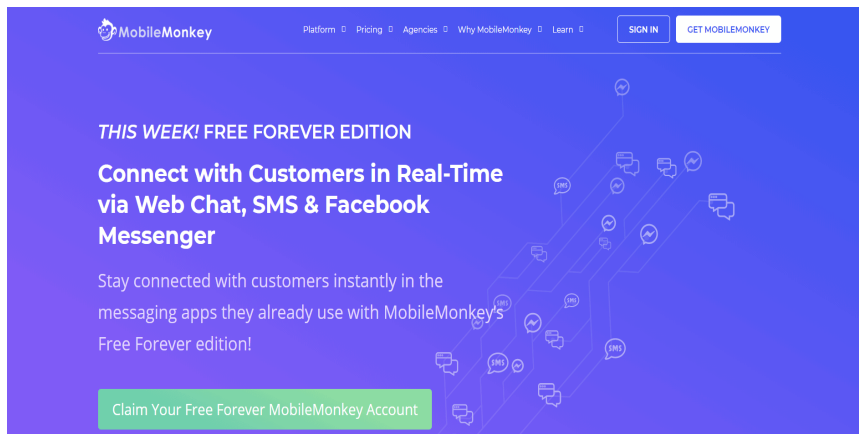 MobileMonkey
Platform Pricing Agencies Why MobileMonkey Learn SIGN IN GET MOBILEMONKEY
THIS WEEK! FREE FOREVER EDITION
Connect with Customers in Real-Time
via Web Chat, SMS & Facebook
Messenger
Stay connected with customers instantly in the
messaging apps they already use with MobileMonkey's
Free Forever edition!
Claim Your Free Forever MobileMonkey Account
SMS
SMS
SMS
SMS
SMS